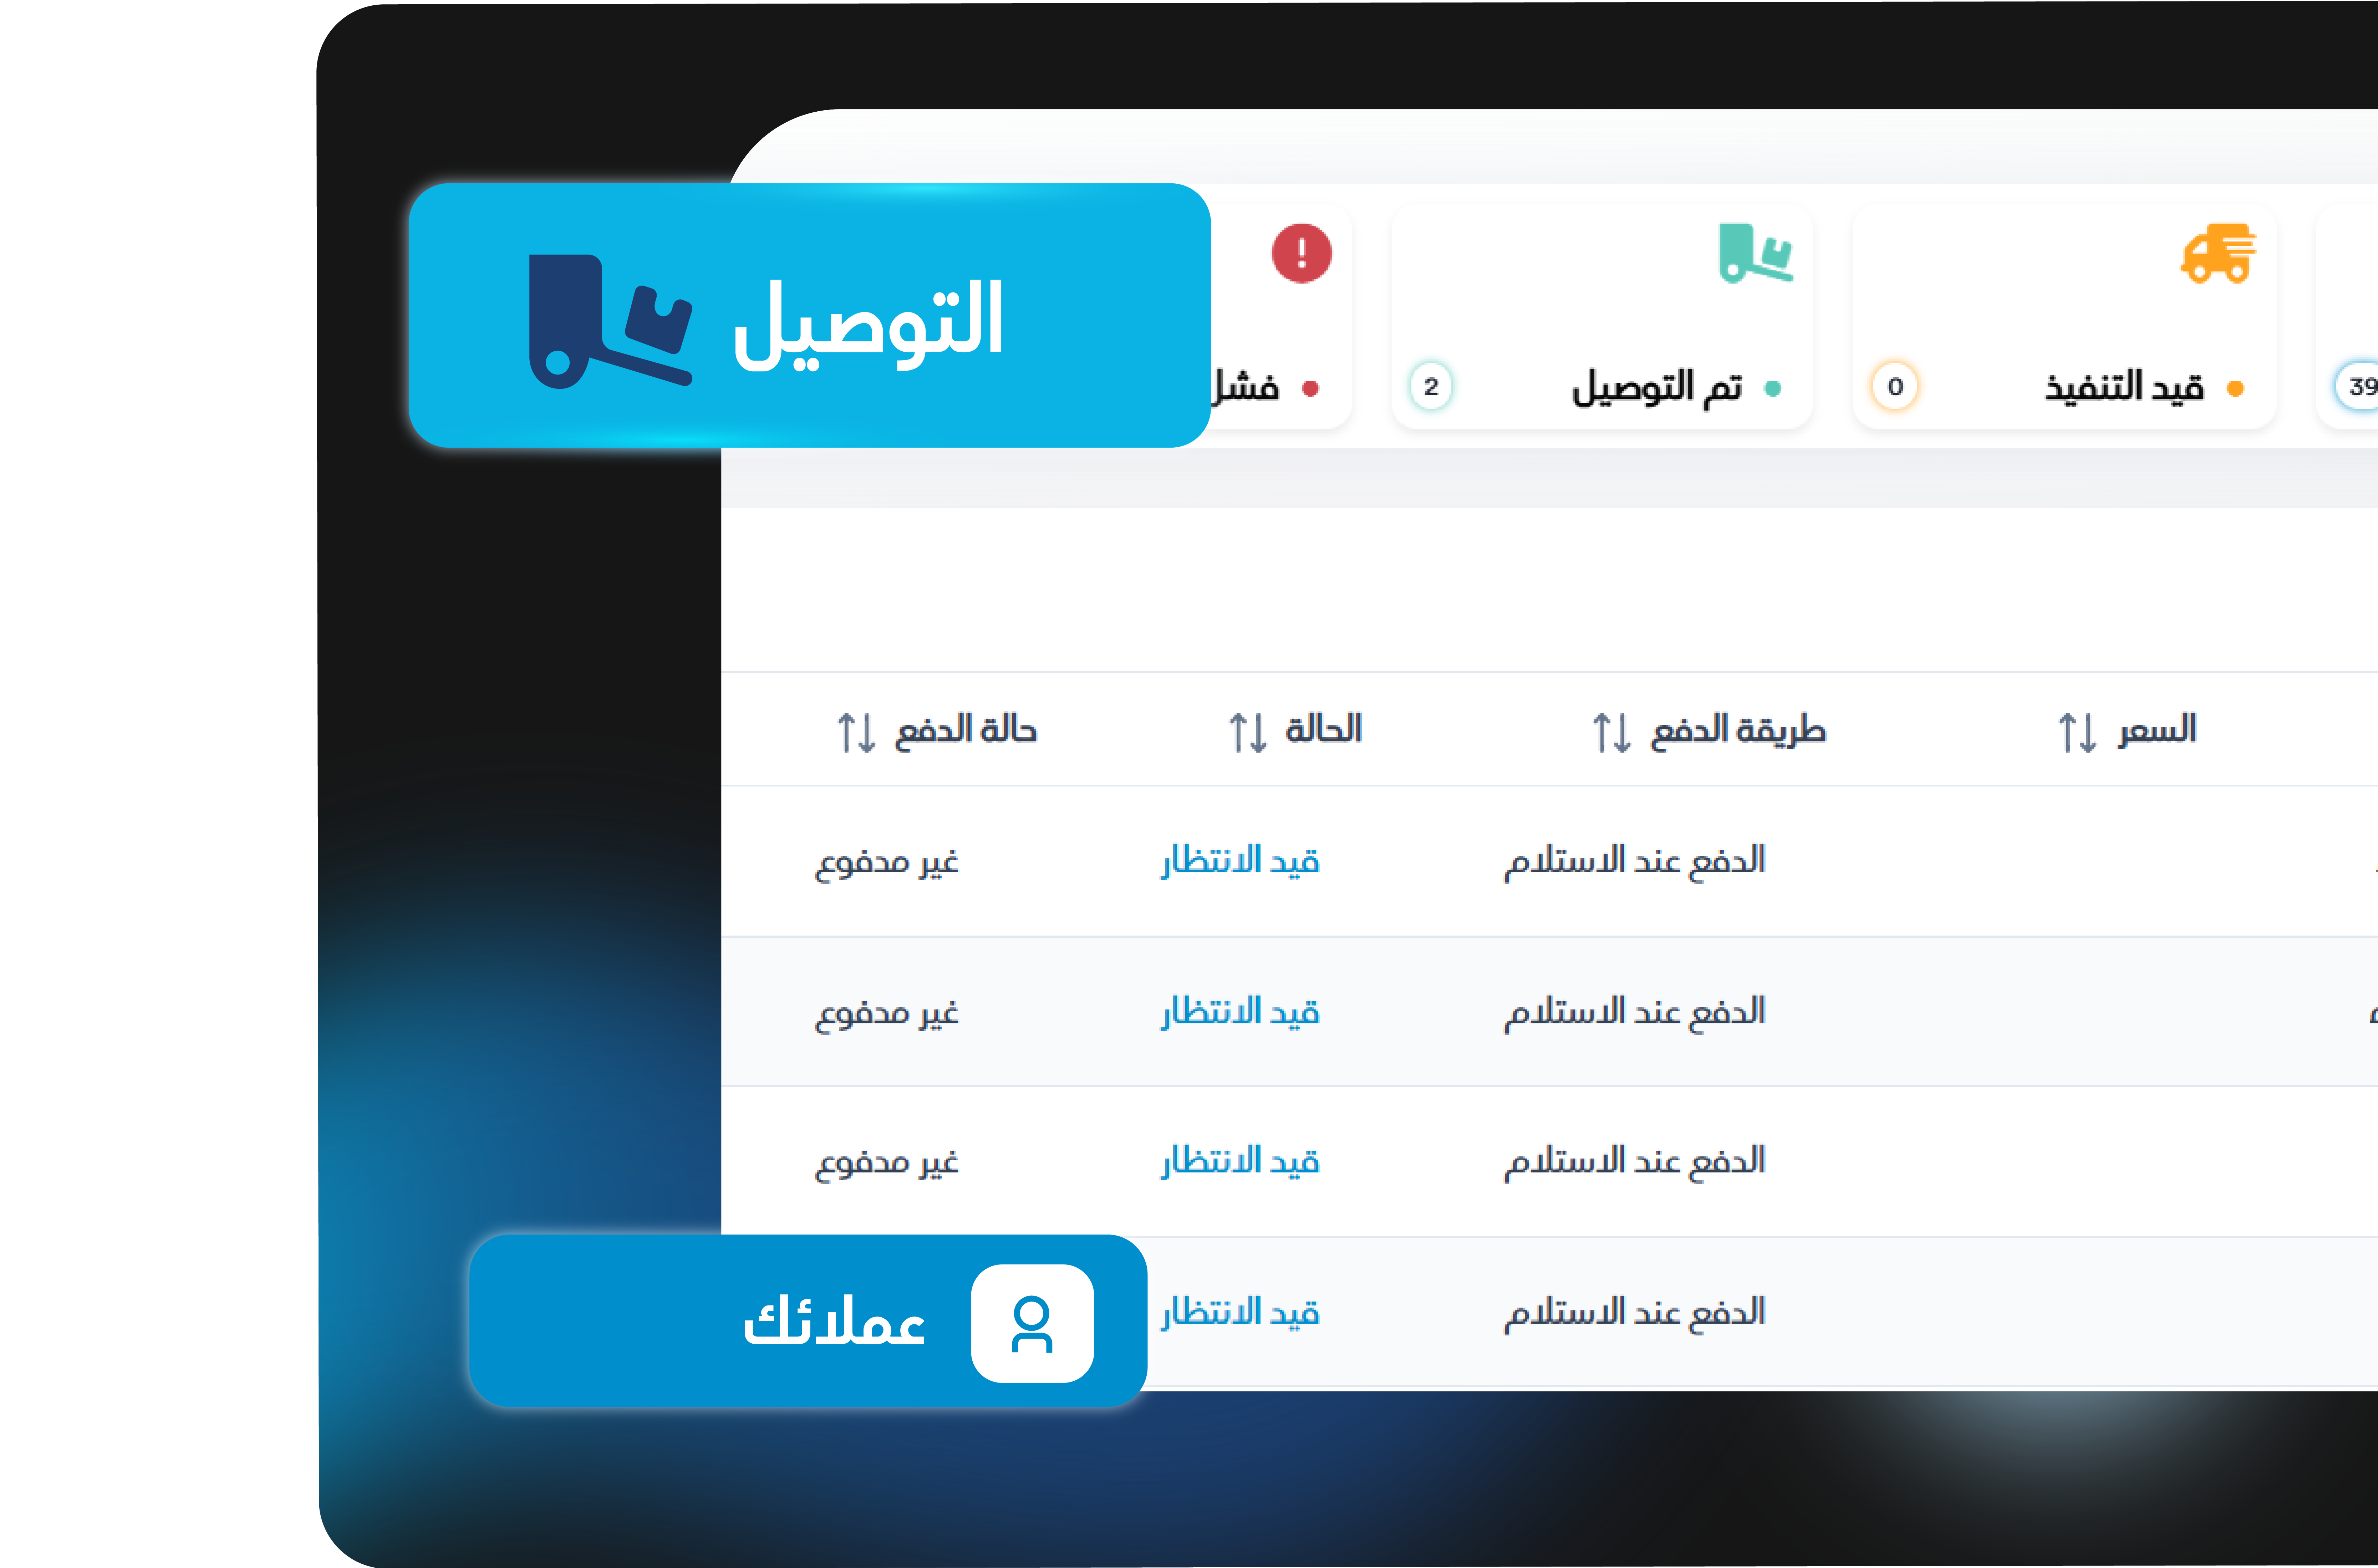 التوصيل
39
قيد التنفيذ
0
تم التوصيل
2
فشل
السعر
طريقة الدفع
الحالة
حالة الدفع
الدفع عند الاستلام قيد الانتظار غير مدفوع
الدفع عند الاستلام قيد الانتظار غير مدفوع
الدفع عند الاستلام قيد الانتظار غير مدفوع
الدفع عند الاستلام قيد الانتظار
عملائك